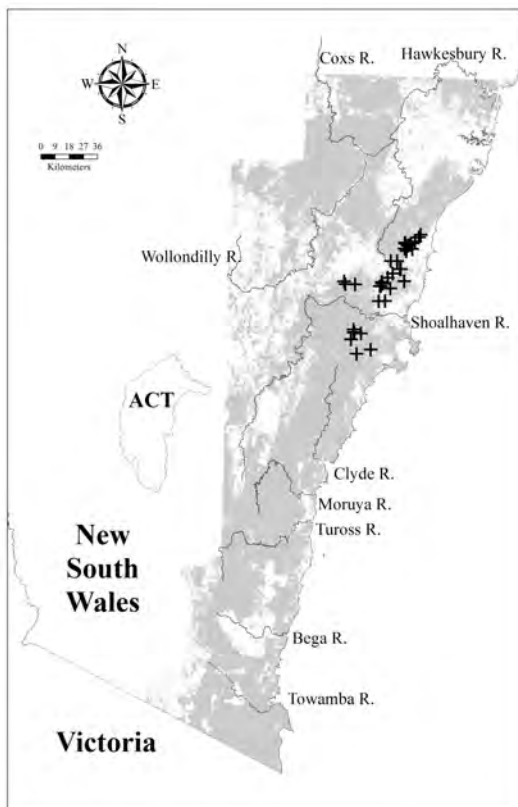 Coxs R.
Hawkesbury R.
N
W
E
S
0 9 18 27 36
Kilometers
Wollondilly R.
Shoalhaven R.
ACT
Clyde R.
Moruya R.
Tuross R.
New
South
Wales
Bega R.
Towamba R.
Victoria